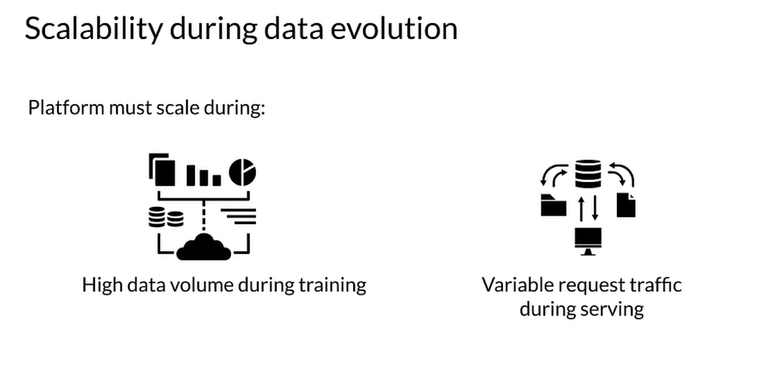 Scalability during data evolution
Platform must scale during:
High data volume during training
Variable request traffic
during serving